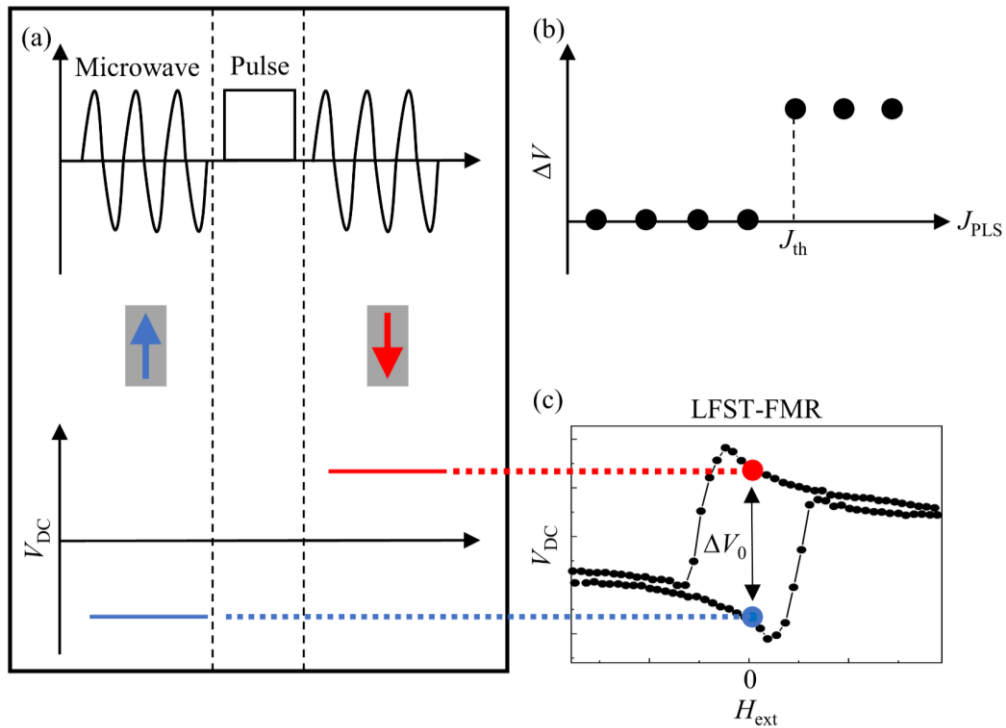 (a)
Microwave
Pulse
V_DC
(b)
ΔV
J_th
J_PLS
(c)
LFST-FMR
V_DC
ΔV_0
0
H_ext